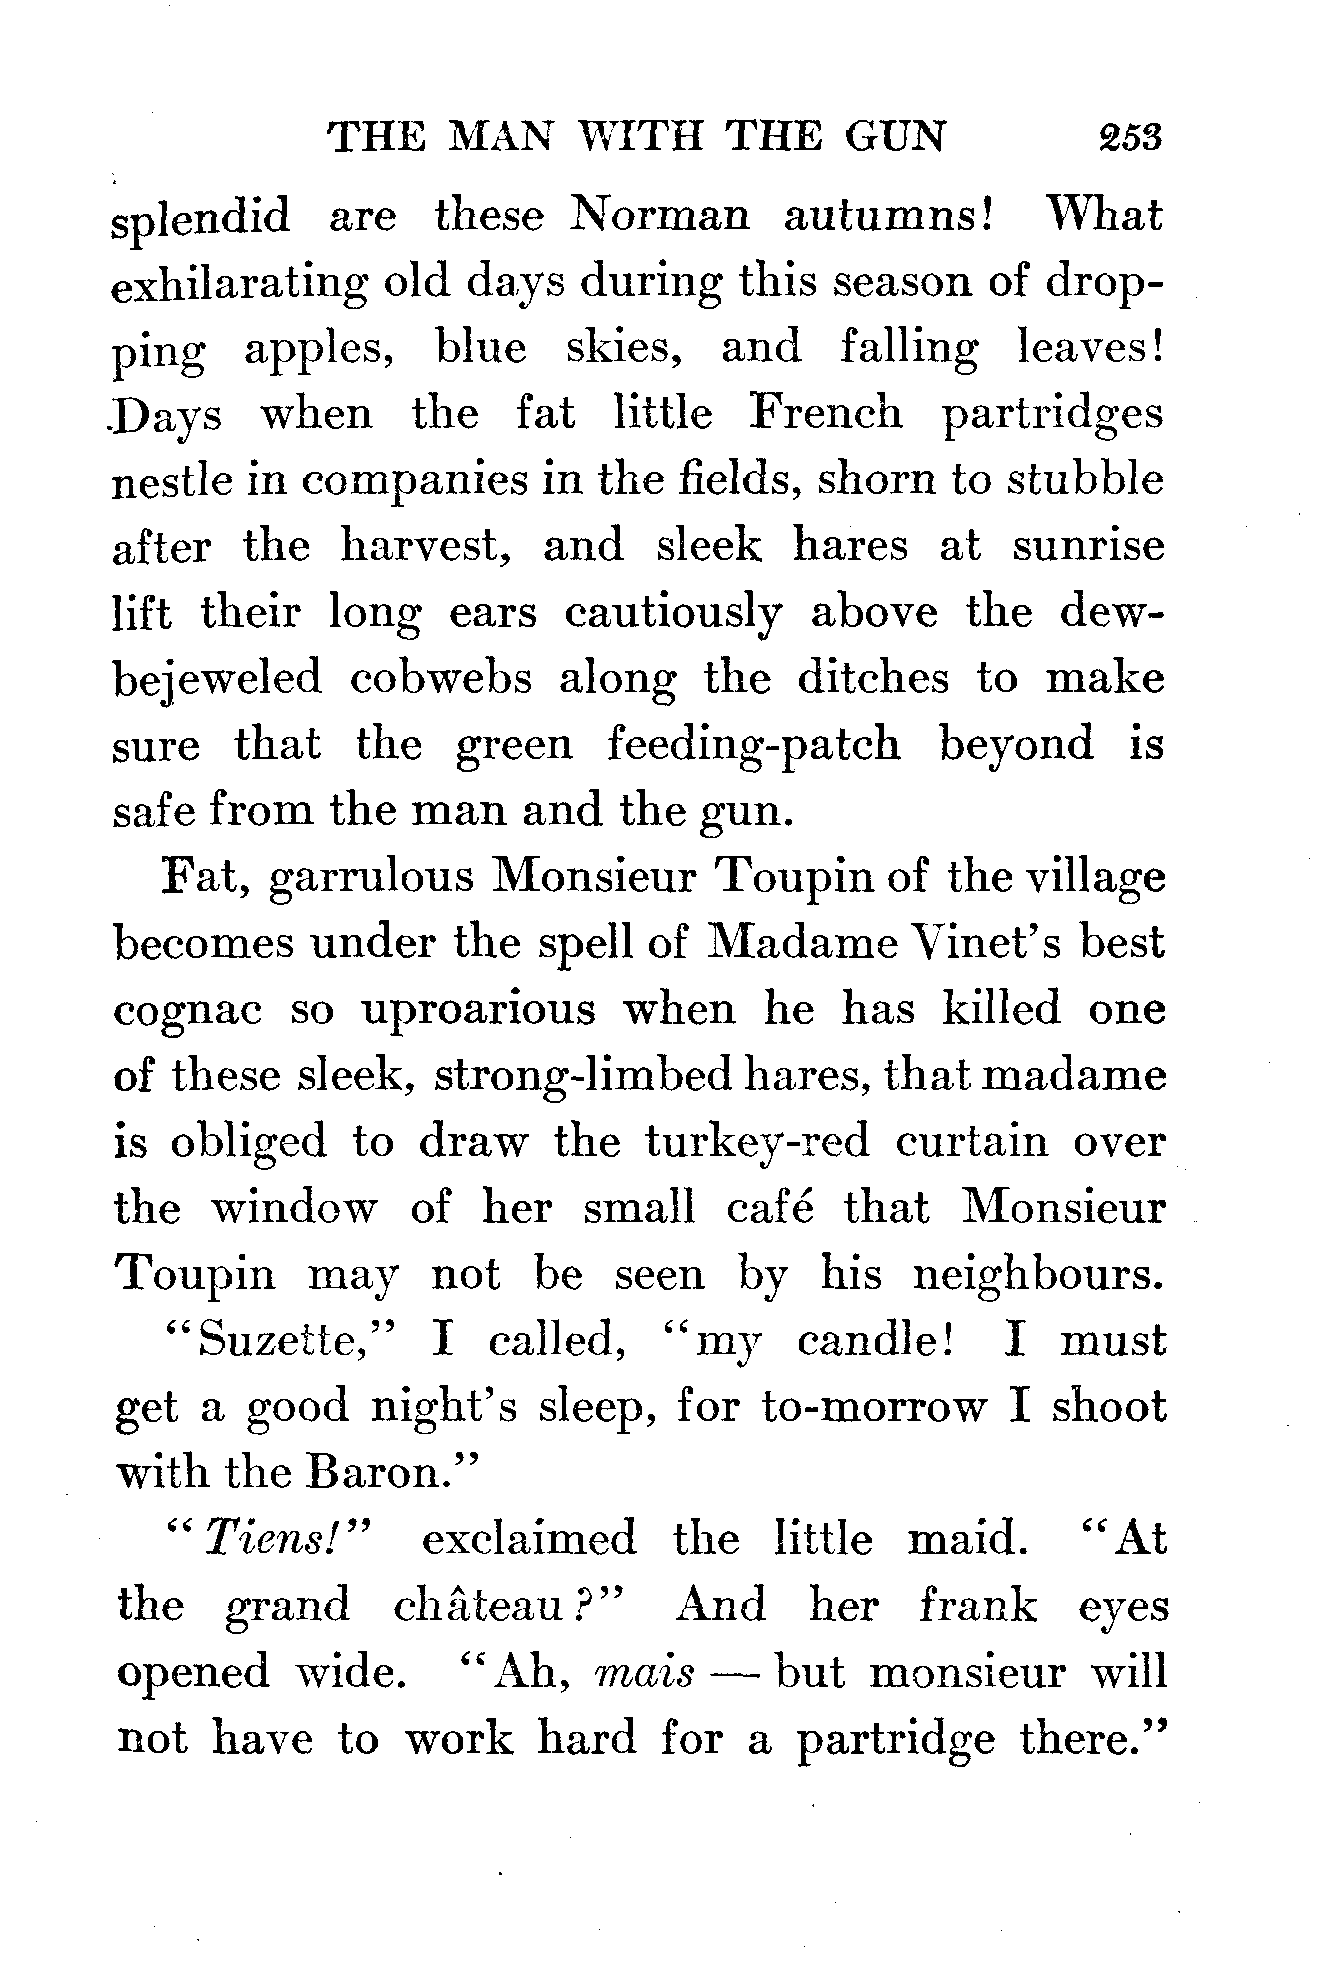 THE MAN WITH THE GUN 253
splendid are these Norman autumns! What
exhilarating old days during this season of drop-
ping apples, blue skies, and falling leaves!
Days when the fat little French partridges
nestle in companies in the fields, shorn to stubble
after the harvest, and sleek hares at sunrise
lift their long ears cautiously above the dew-
bejeweled cobwebs along the ditches to make
sure that the green feeding-patch beyond is
safe from the man and the gun.
Fat, garrulous Monsieur Toupin of the village
becomes under the spell of Madame Vinet's best
cognac so uproarious when he has killed one
of these sleek, strong-limbed hares, that madame
is obliged to draw the turkey-red curtain over
the window of her small café that Monsieur
Toupin may not be seen by his neighbours.
"Suzette," I called, "my candle! I must
get a good night's sleep, for to-morrow I shoot
with the Baron."
"Tiens!" exclaimed the little maid. "At
the grand château?" And her frank eyes
opened wide. "Ah, mais — but monsieur will
not have to work hard for a partridge there."